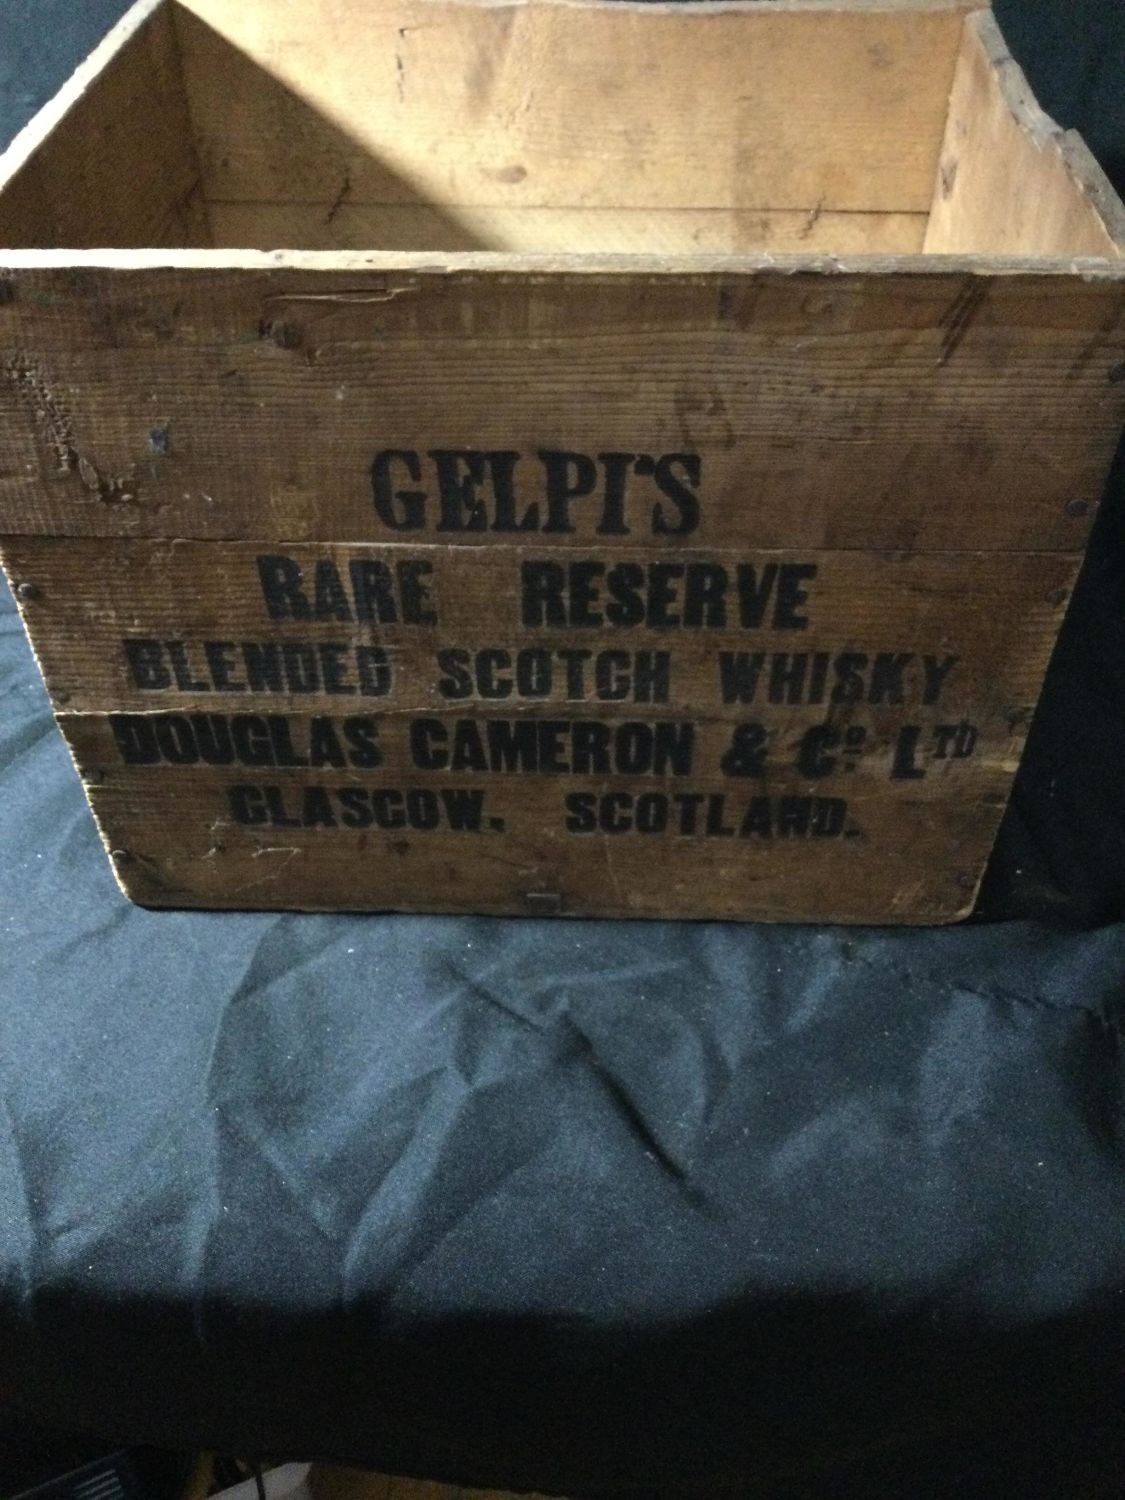 GELPI'S
RARE RESERVE
BLENDED SCOTCH WHISKY
DOUGLAS CAMERON & Cº LTD
GLASGOW, SCOTLAND.